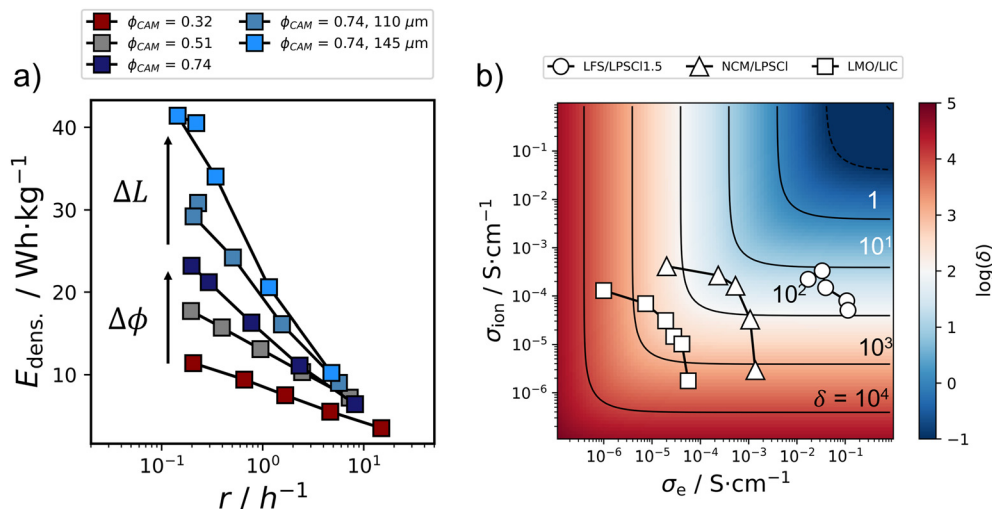 a)
ϕCAM = 0.32
ϕCAM = 0.51
ϕCAM = 0.74
ϕCAM = 0.74, 110 μm
ϕCAM = 0.74, 145 μm
Edens. / Wh·kg⁻¹
40
30
20
10
ΔL
Δϕ
10⁻¹
10⁰
10¹
r / h⁻¹
b)
LFS/LPSCl1.5
NCM/LPSCl
LMO/LIC
σion / S·cm⁻¹
10⁻¹
10⁻²
10⁻³
10⁻⁴
10⁻⁵
10⁻⁶
1
10¹
10²
10³
δ = 10⁴
10⁻⁶
10⁻⁵
10⁻⁴
10⁻³
10⁻²
10⁻¹
σe / S·cm⁻¹
5
4
3
2
1
0
−1
log(δ)